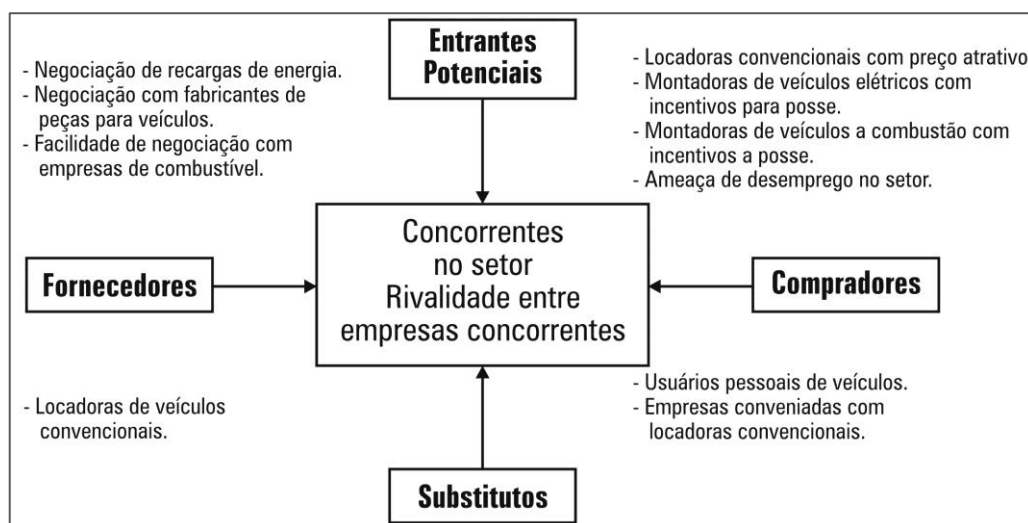 Entrantes
Potenciais
- Negociação de recargas de energia.
- Negociação com fabricantes de
peças para veículos.
- Facilidade de negociação com
empresas de combustível.
- Locadoras convencionais com preço atrativo
- Montadoras de veículos elétricos com
incentivos para posse.
- Montadoras de veículos a combustão com
incentivos a posse.
- Ameaça de desemprego no setor.
Fornecedores
Concorrentes
no setor
Rivalidade entre
empresas concorrentes
Compradores
- Locadoras de veículos
convencionais.
- Usuários pessoais de veículos.
- Empresas conveniadas com
locadoras convencionais.
Substitutos